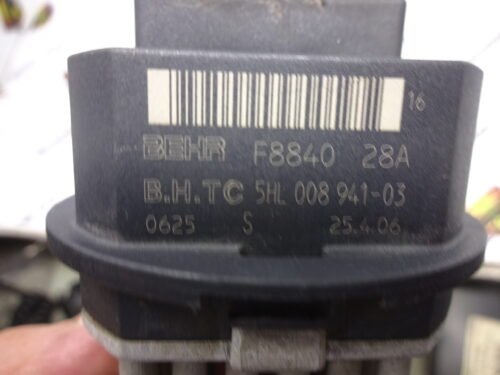 16
BEHR F8840 28A
B.H.TC 5HL 008 941-03
0625 S 25.4.06